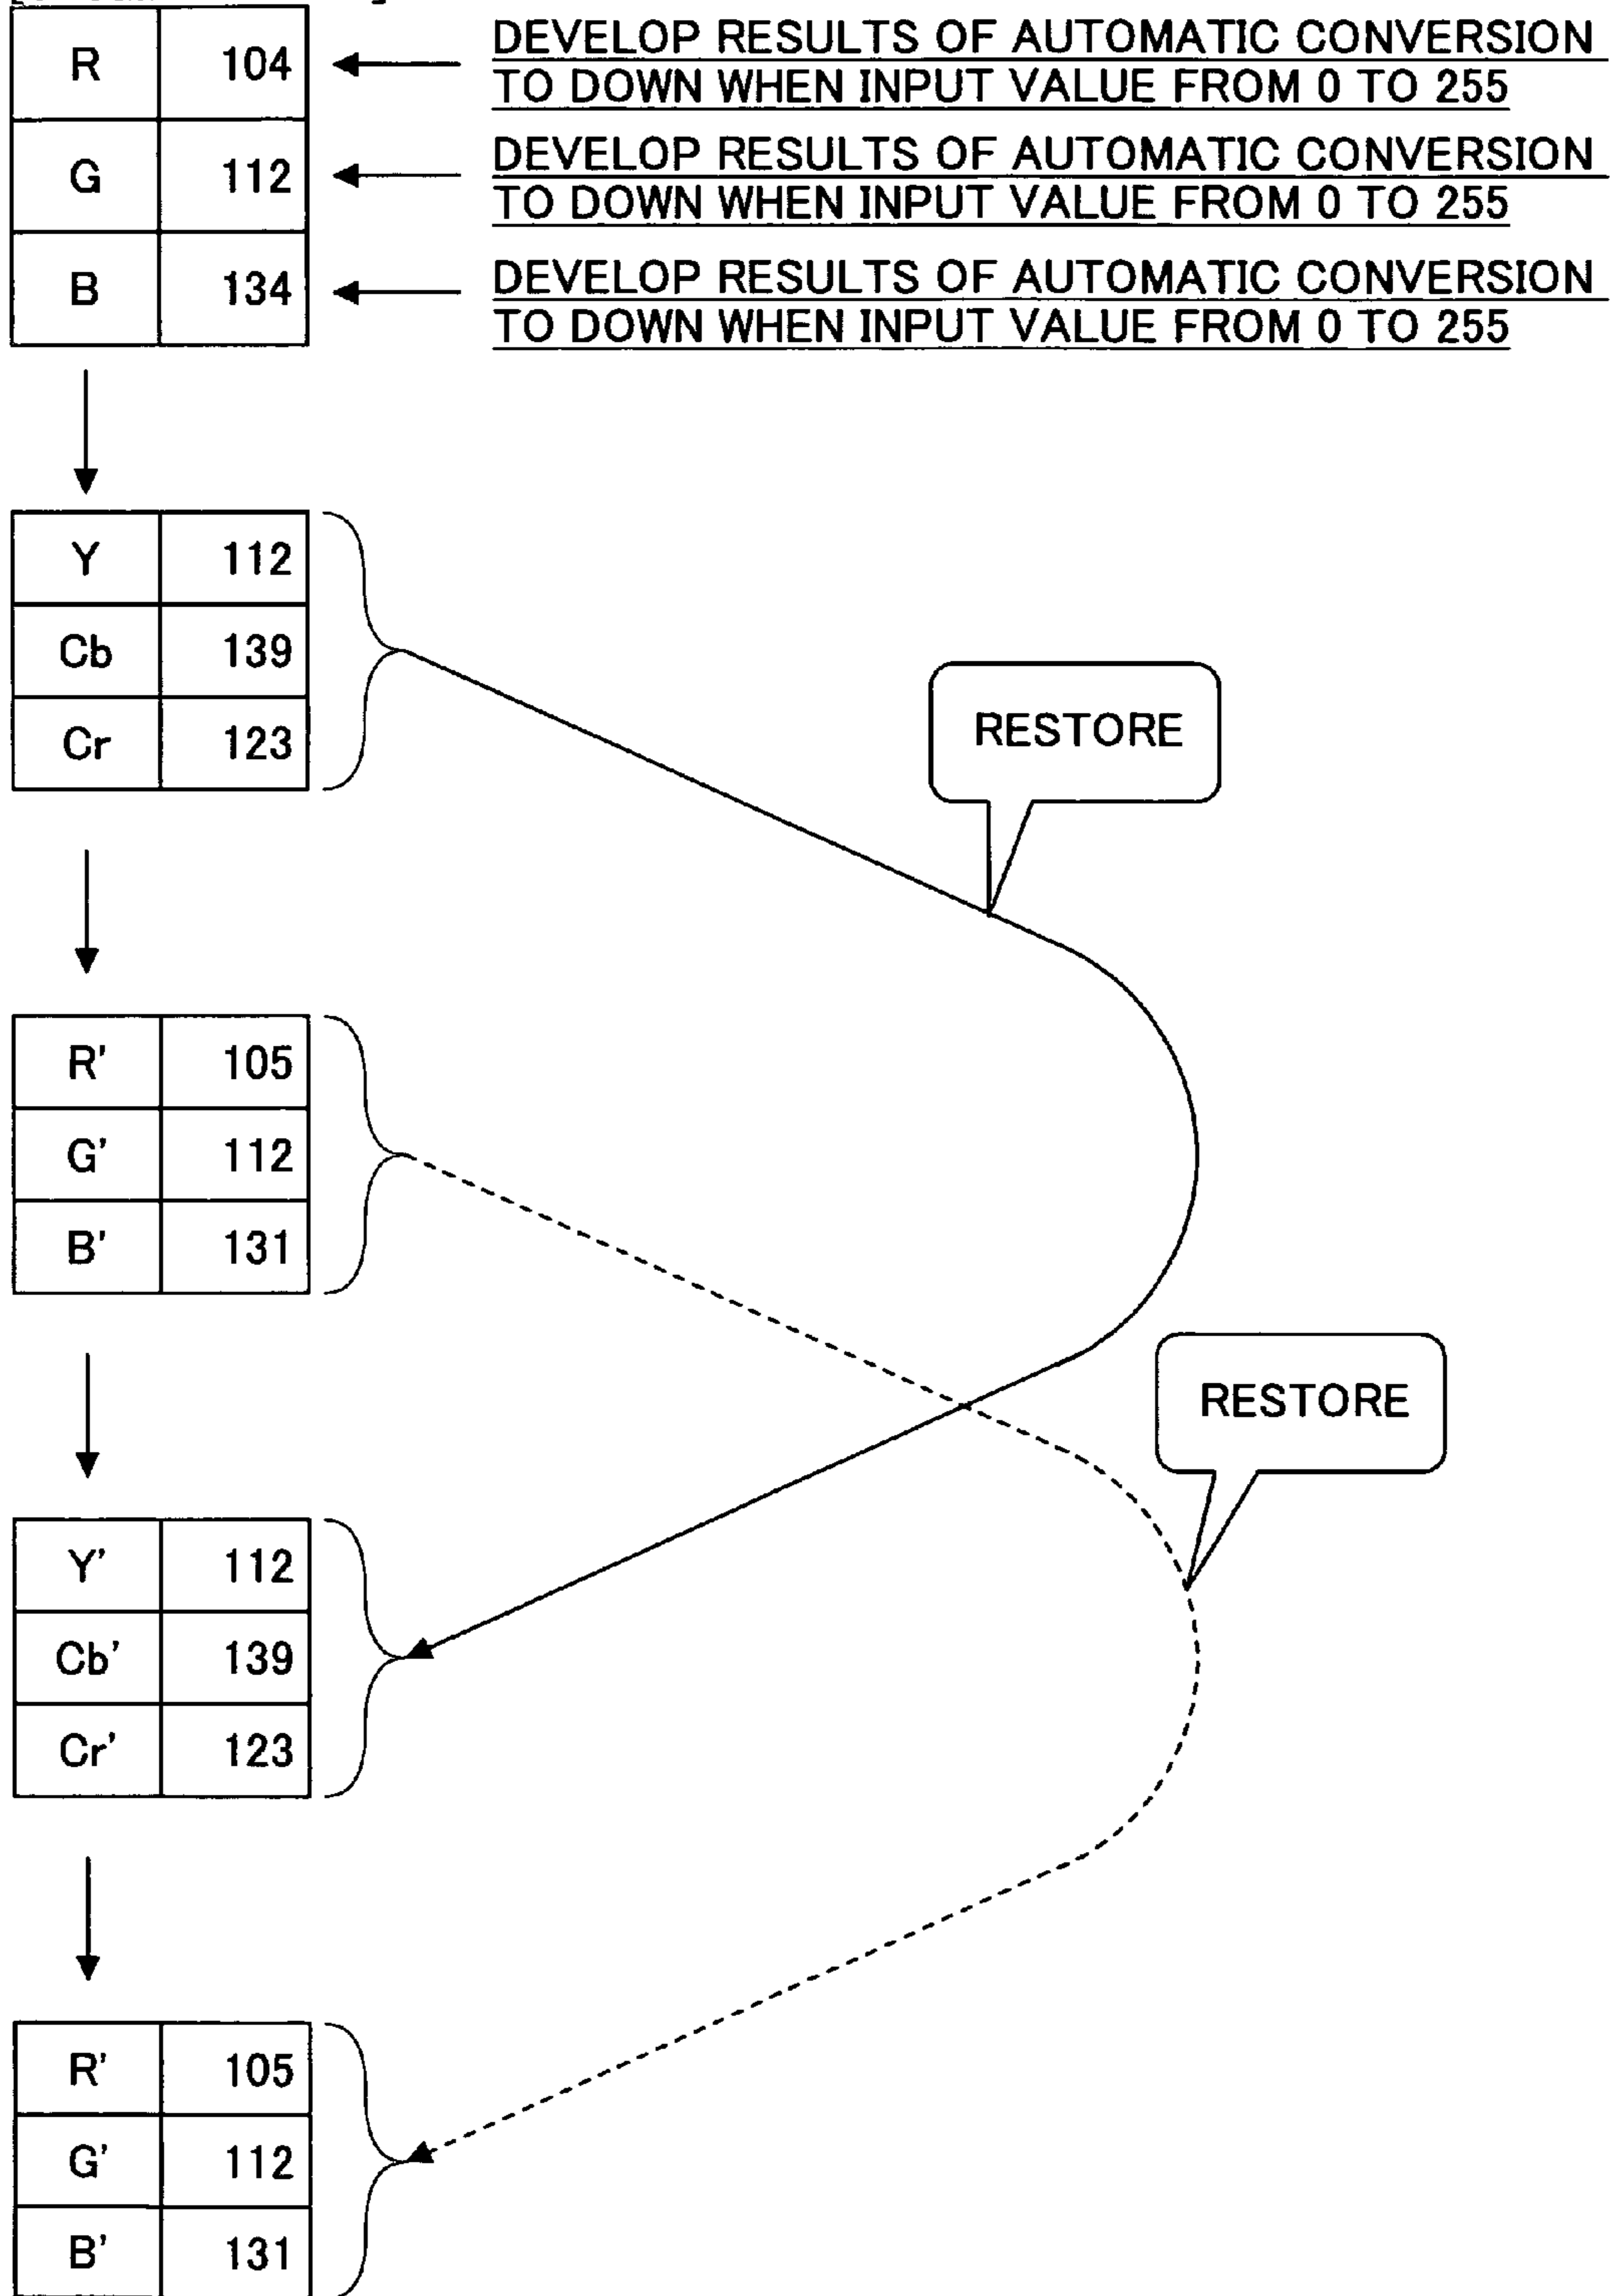 R 104 DEVELOP RESULTS OF AUTOMATIC CONVERSION
TO DOWN WHEN INPUT VALUE FROM 0 TO 255
G 112 DEVELOP RESULTS OF AUTOMATIC CONVERSION
TO DOWN WHEN INPUT VALUE FROM 0 TO 255
B 134 DEVELOP RESULTS OF AUTOMATIC CONVERSION
TO DOWN WHEN INPUT VALUE FROM 0 TO 255
Y 112
Cb 139
Cr 123
RESTORE
R' 105
G' 112
B' 131
RESTORE
Y' 112
Cb' 139
Cr' 123
R' 105
G' 112
B' 131